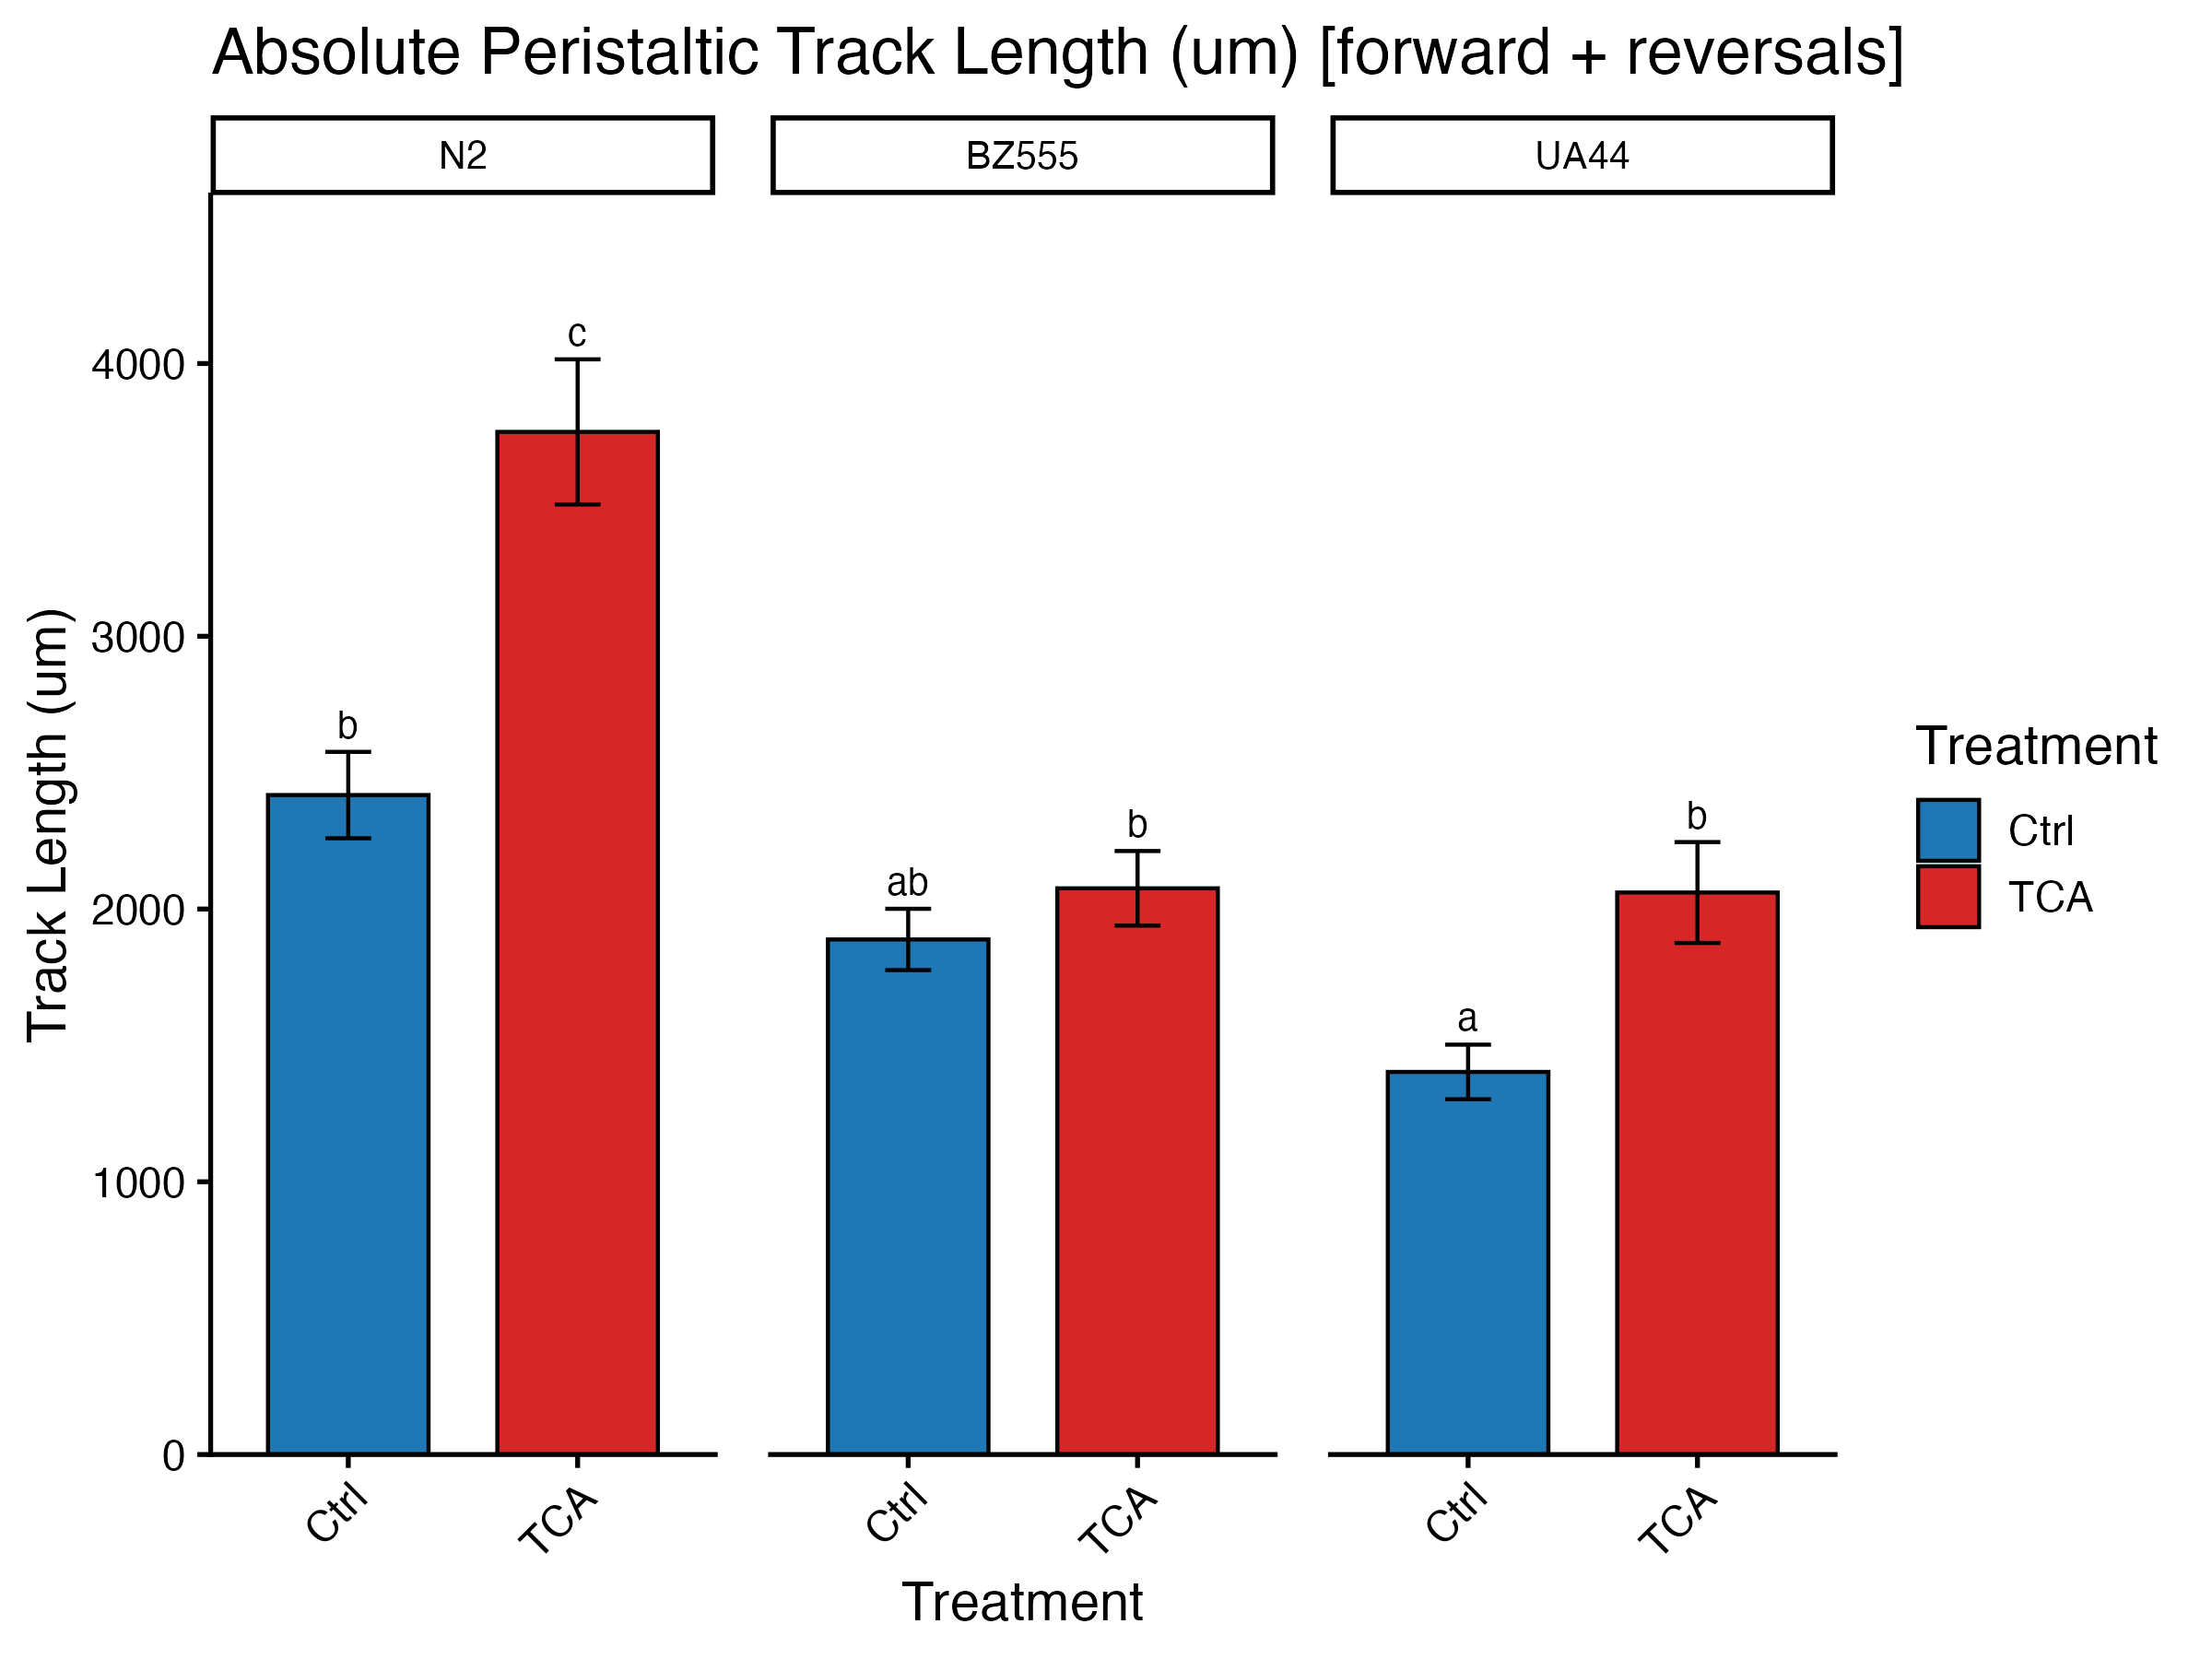 Absolute Peristaltic Track Length (um) [forward + reversals]
N2
BZ555
UA44
Track Length (um)
4000
3000
2000
1000
0
b
c
ab
b
a
b
Ctrl
TCA
Ctrl
TCA
Ctrl
TCA
Treatment
Treatment
Ctrl
TCA